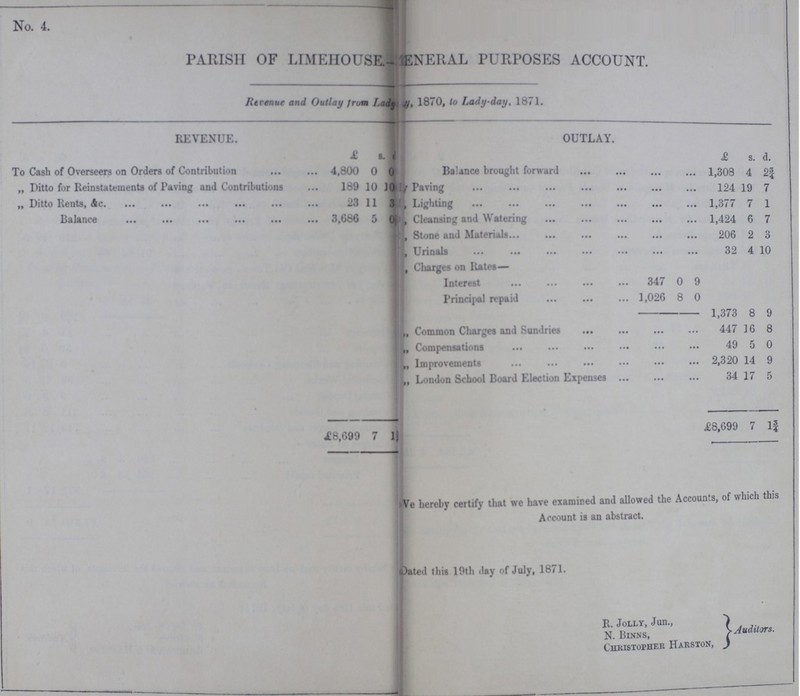 No. 4.
PARISH OF LIMEHOUSE—GENERAL PURPOSES ACCOUNT.
Revenue and Outlay from Lady-day, 1870, to Lady-day, 1871.
REVENUE.
£ s.
To Cash of Overseers on Orders of Contribution ... ... 4,800 0 0
„ Ditto for Reinstatements of Paving and Contributions ... 189 10 10
„ Ditto Rents, &c. ... ... ... ... ... ... ... 23 11 3
Balance ... ... ... ... ... ... 3,686 5 0
£8,699 7 1
OUTLAY.
£ s. d.
Balance brought forward ... ... ... ... 1,308 4 2¾
y Paving ... ... ... ... ... ... ... 124 19 7
, Lighting ... ... ... ... ... ... ... 1,377 7 1
, Cleansing and Watering ... ... ... ... ... 1,424 6 7
, Stone and Materials... ... ... ... ... ... 206 2 3
, Urinals ... ... ... ... ... ... ... 32 4 10
, Charges on Rates—
Interest ... ... ... ... 347 0 9
Principal repaid ... ... ... 1,026 8 0
1,373 8 9
„ Common Charges and Sundries ... ... ... ... 447 16 8
„ Compensations ... ... ... ... ... ... 49 5 0
„ Improvements ... ... ... ... ... ... 2,320 14 9
„ London School Board Election Expenses ... ... ... 34 17 5
£8,699 7 1¾
We hereby certify that we have examined and allowed the Accounts, of which this
Account is an abstract.
Dated this 19th day of July, 1871.
R. JOLLY, Jun.,
N. BINNS,
CHRISTOPHER HARSTON,
} Auditors.